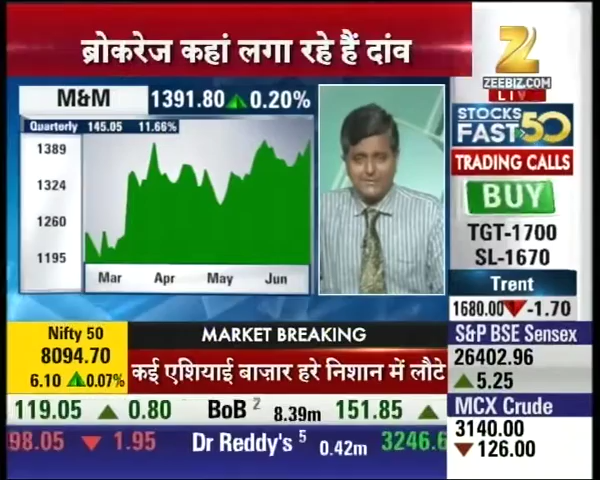 ब्रोकरेज कहां लगा रहे हैं दांव
ZEEBIZ.COM
LIVE
M&M 1391.80 0.20%
Quarterly 145.05 11.66%
1389
1324
1260
1195
Mar Apr May Jun
STOCKS
FAST 50
TRADING CALLS
BUY
TGT-1700
SL-1670
Trent
1680.00 -1.70
Nifty 50
8094.70
6.10 0.07%
MARKET BREAKING
कई एशियाई बाज़ार हरे निशान में लौटे
S&P BSE Sensex
26402.96
5.25
119.05 0.80 BoB 2 8.39m 151.85
98.05 1.95 Dr Reddy's 5 0.42m 3246.6
MCX Crude
3140.00
126.00